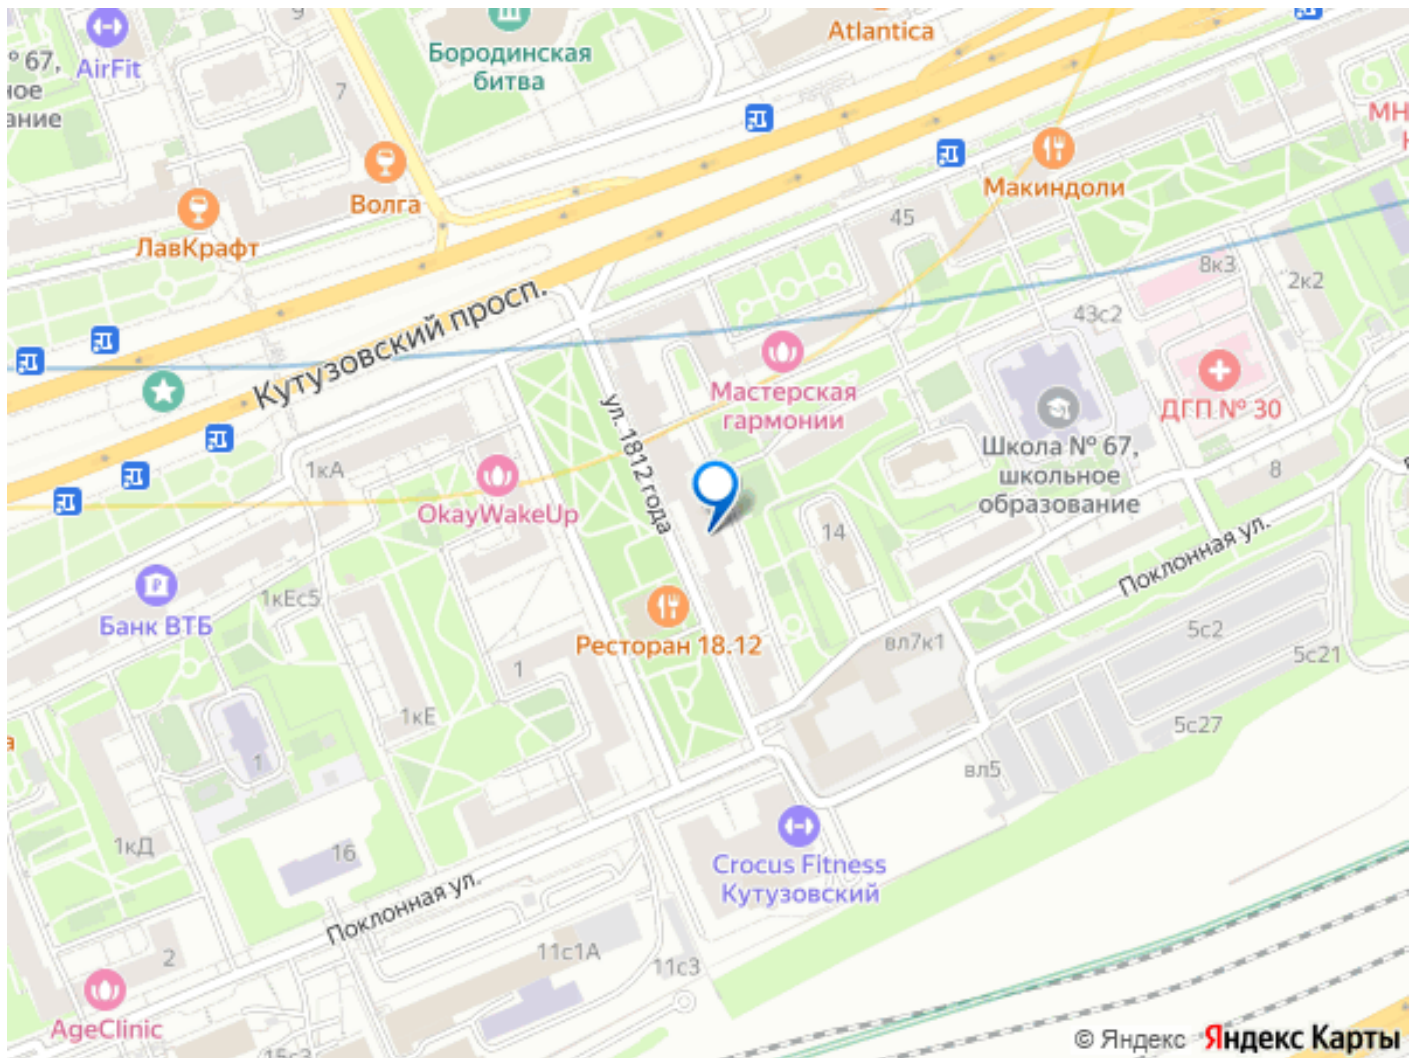 9
Atlantica
AirFit
№ 67,
ное
ание
Бородинская
битва
7
МН
Волга
Макиндоли
ЛавКрафт
45
8к3
2к2
43с2
Кутузовский просп.
Мастерская
гармонии
ДГП № 30
ул. 1812 года
Школа № 67,
школьное
образование
1кА
8
OkayWakeUp
14
Поклонная ул.
Банк ВТБ
1кЕс5
Ресторан 18.12
вл7к1
5с2
5с21
1
1кЕ
5с27
а
1
вл5
1кД
16
Crocus Fitness
Кутузовский
Поклонная ул.
2
11с1А
11с3
AgeClinic
15с3
© Яндекс Яндекс Карты